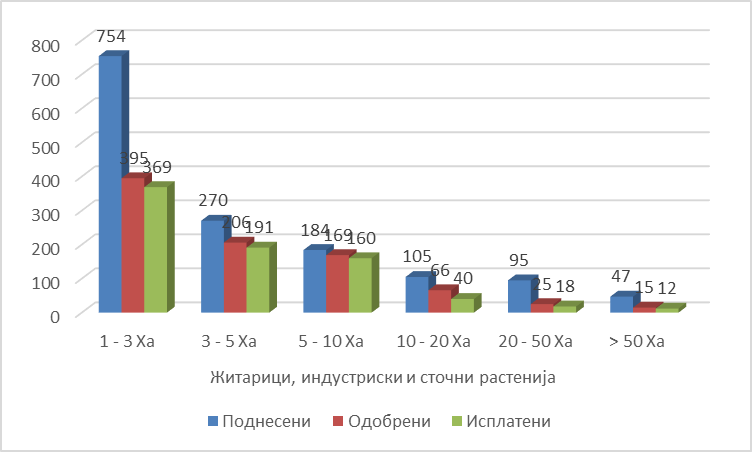 800
700
600
500
400
300
200
100
0
754
395
369
270
206
191
184
169
160
105
66
40
95
25
18
47
15
12
1 - 3 Ха
3 - 5 Ха
5 - 10 Ха
10 - 20 Ха
20 - 50 Ха
> 50 Ха
Житарици, индустриски и сточни растенија
Поднесени
Одобрени
Исплатени